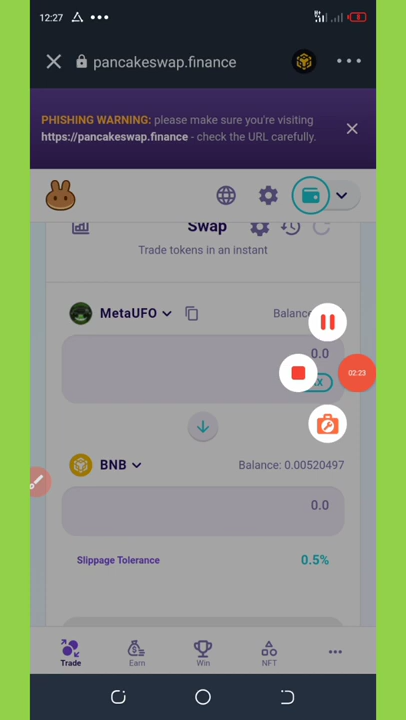 12:27
pancakeswap.finance
PHISHING WARNING: please make sure you're visiting
https://pancakeswap.finance - check the URL carefully.
Swap
Trade tokens in an instant
MetaUFO
Balance
0.0
02:23
BNB
Balance: 0.00520497
0.0
Slippage Tolerance
0.5%
Trade
Earn
Win
NFT